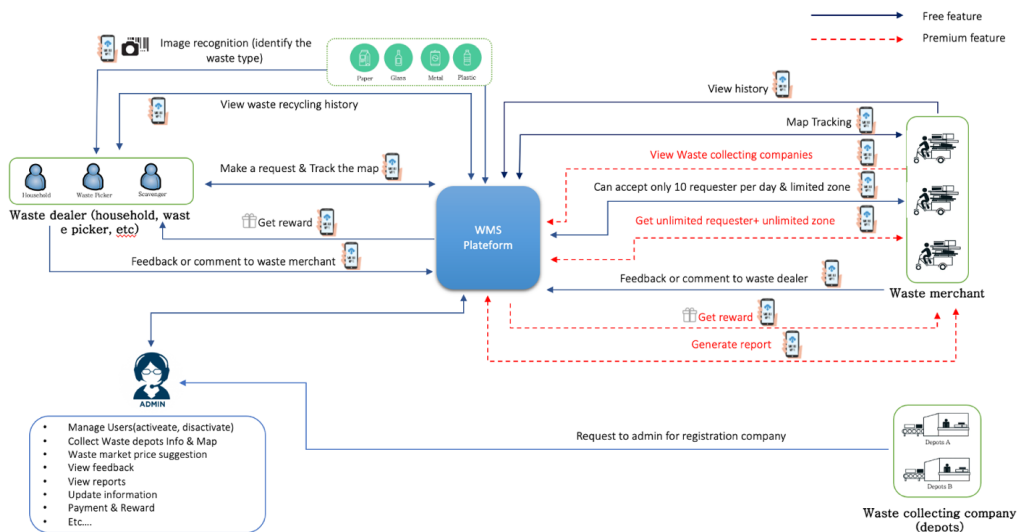 Free feature
Premium feature
Image recognition (identify the
waste type)
Paper
Glass
Metal
Plastic
View waste recycling history
View history
Map Tracking
View Waste collecting companies
Make a request & Track the map
Can accept only 10 requester per day & limited zone
Household
Waste Picker
Scavenger
Waste dealer (household, wast
e picker, etc)
Get reward
WMS
Plateform
Get unlimited requester+ unlimited zone
Feedback or comment to waste merchant
Feedback or comment to waste dealer
Waste merchant
Get reward
Generate report
ADMIN
Manage Users(activeate, disactivate)
Collect Waste depots Info & Map
Waste market price suggestion
View feedback
View reports
Update information
Payment & Reward
Etc....
Request to admin for registration company
Depots A
Depots B
Waste collecting company
(depots)